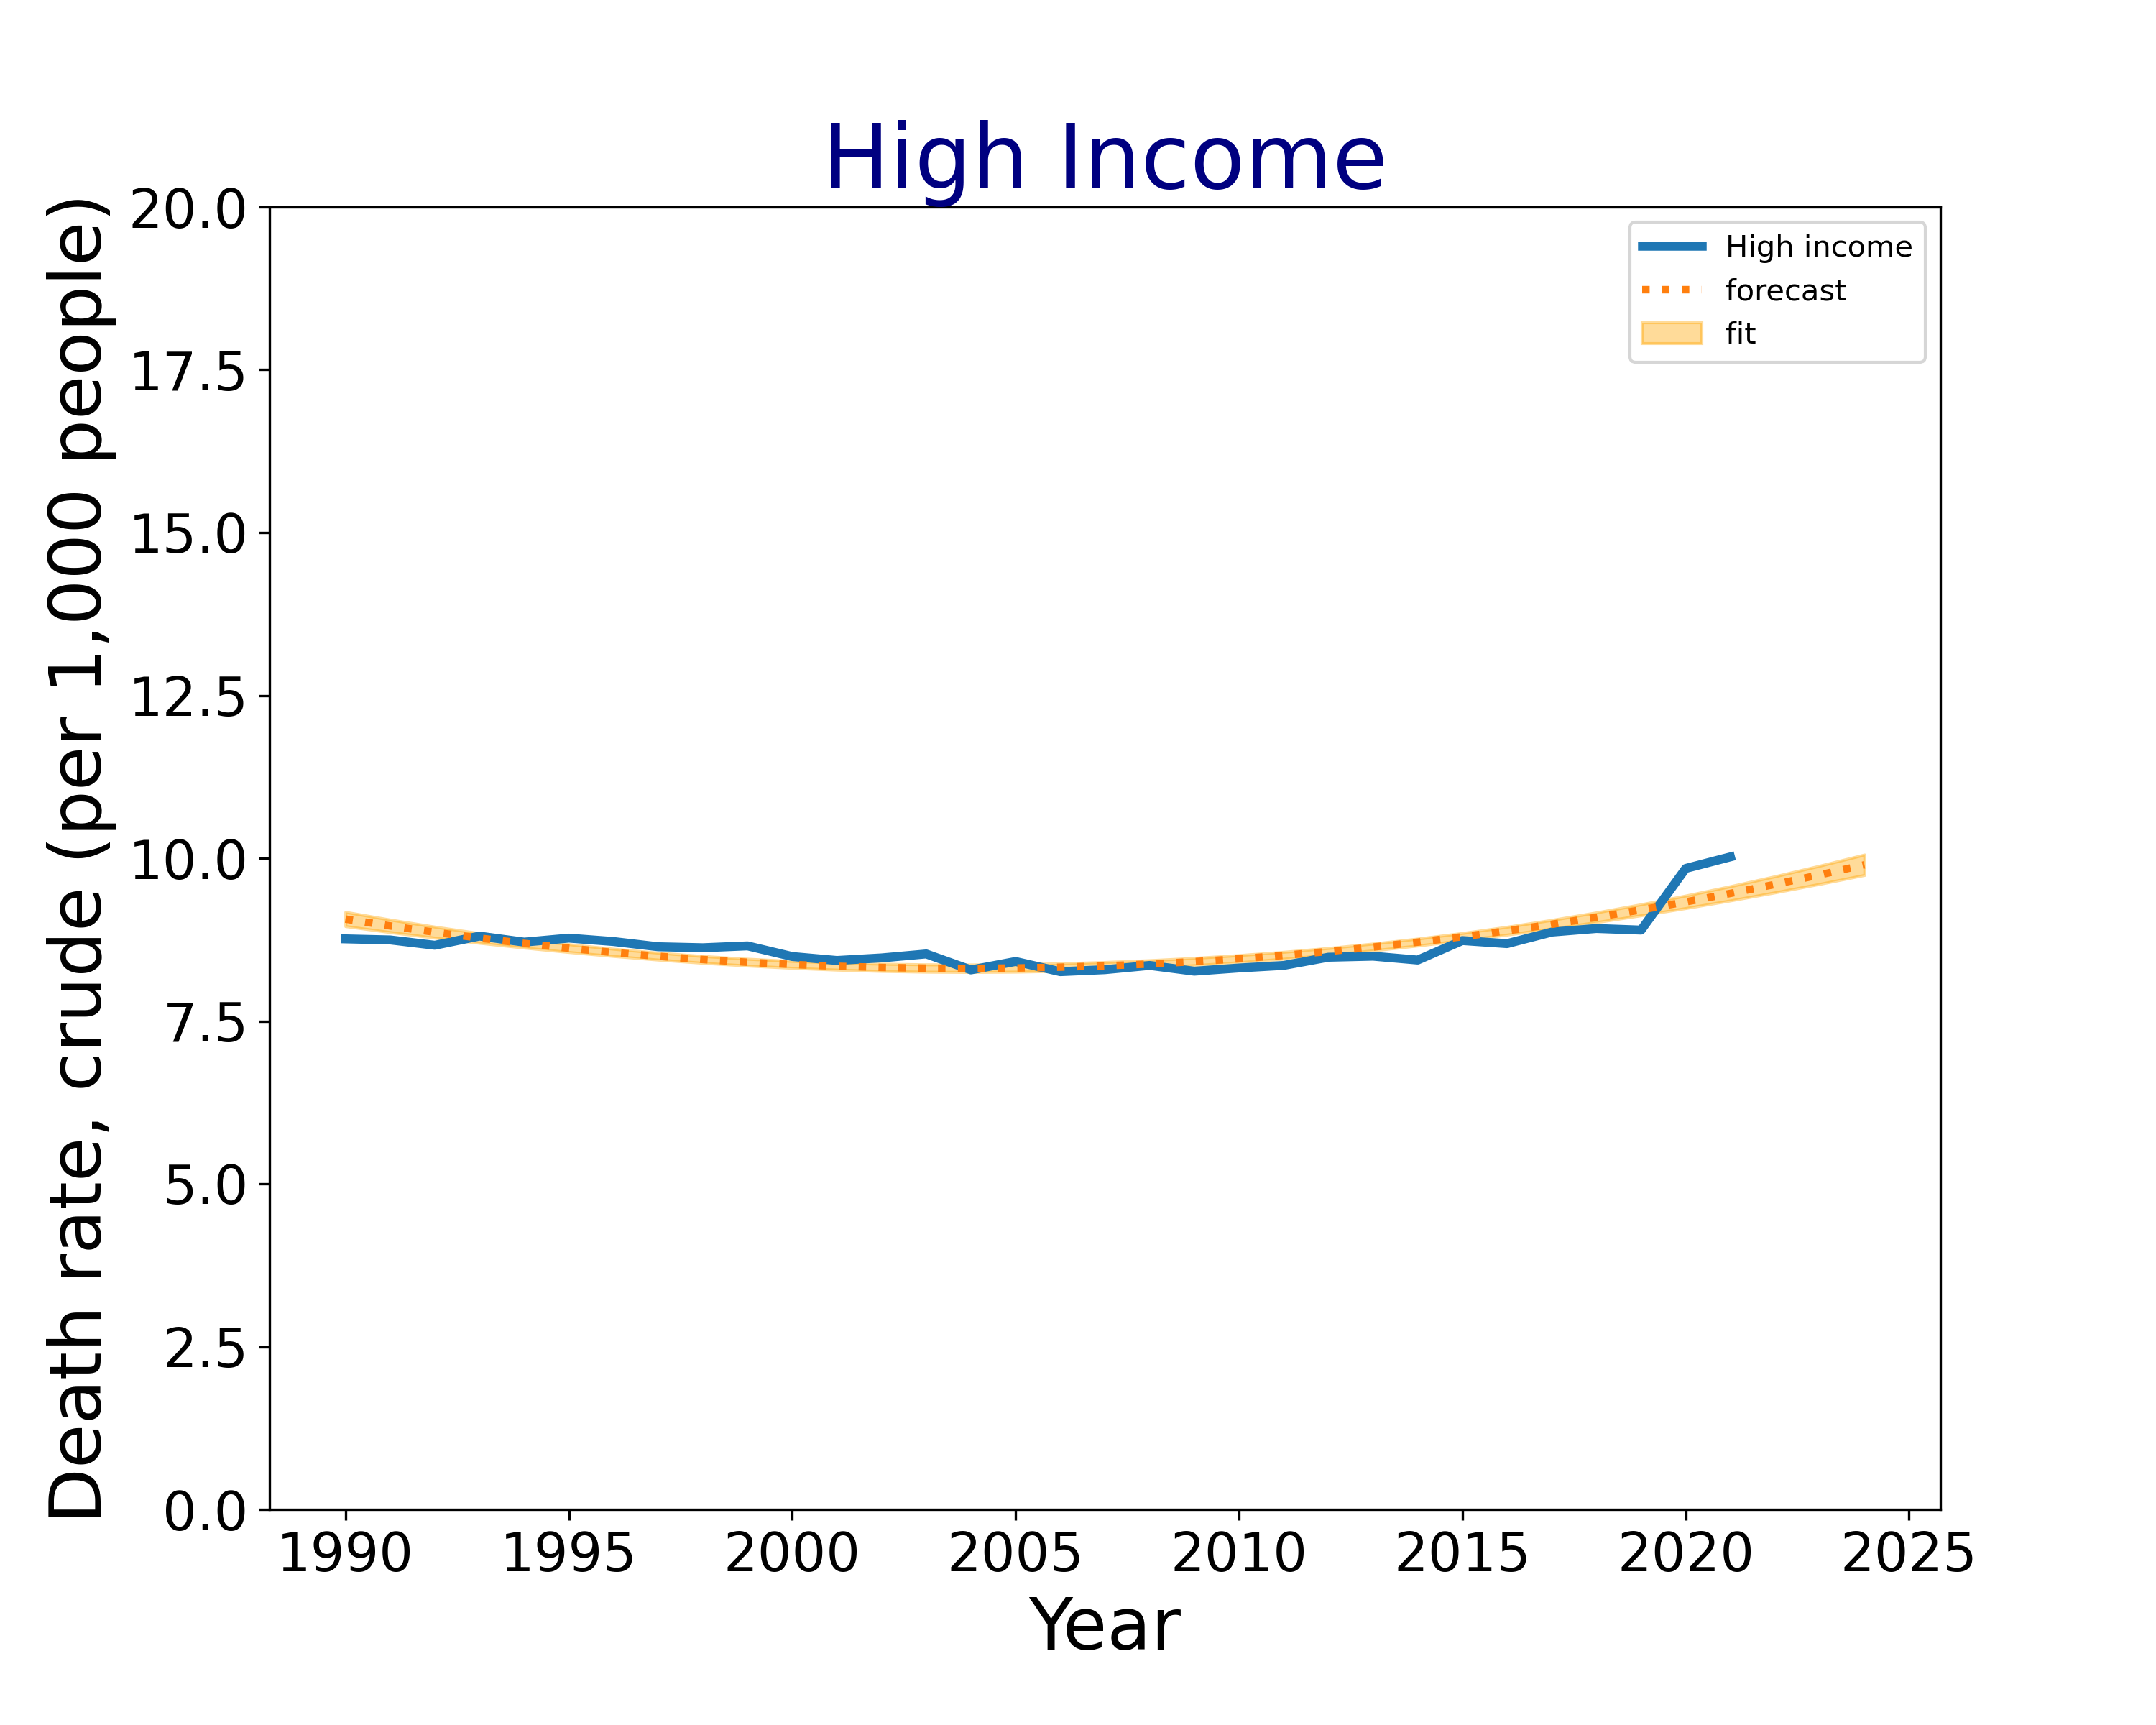 High Income
Death rate, crude (per 1,000 people)
20.0
17.5
15.0
12.5
10.0
7.5
5.0
2.5
0.0
High income
forecast
fit
1990 1995 2000 2005 2010 2015 2020 2025
Year